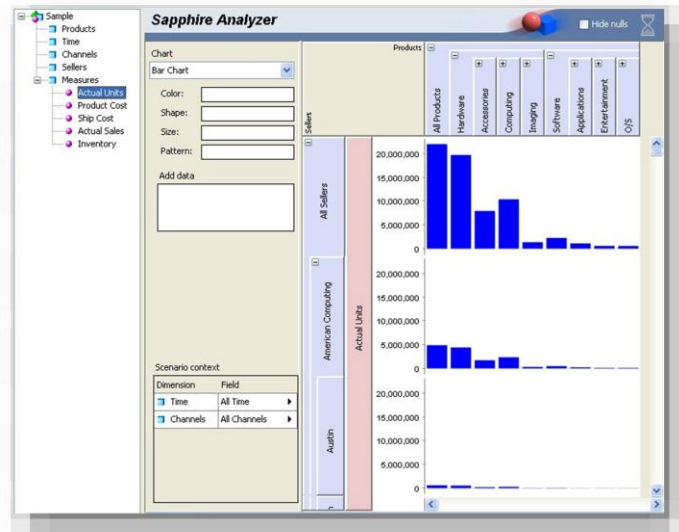 Sample
Products
Time
Channels
Sellers
Measures
Actual Units
Product Cost
Ship Cost
Actual Sales
Inventory
Sapphire Analyzer
Hide nulls
Chart
Bar Chart
Color:
Shape:
Size:
Pattern:
Add data
Scenario context
Dimension Field
Time All Time
Channels All Channels
Products
Sellers
All Products
Hardware
Accessories
Computing
Imaging
Software
Applications
Entertainment
O/S
All Sellers
American Computing
Austin
Actual Units
20,000,000
15,000,000
10,000,000
5,000,000
0
20,000,000
15,000,000
10,000,000
5,000,000
0
20,000,000
15,000,000
10,000,000
5,000,000
0